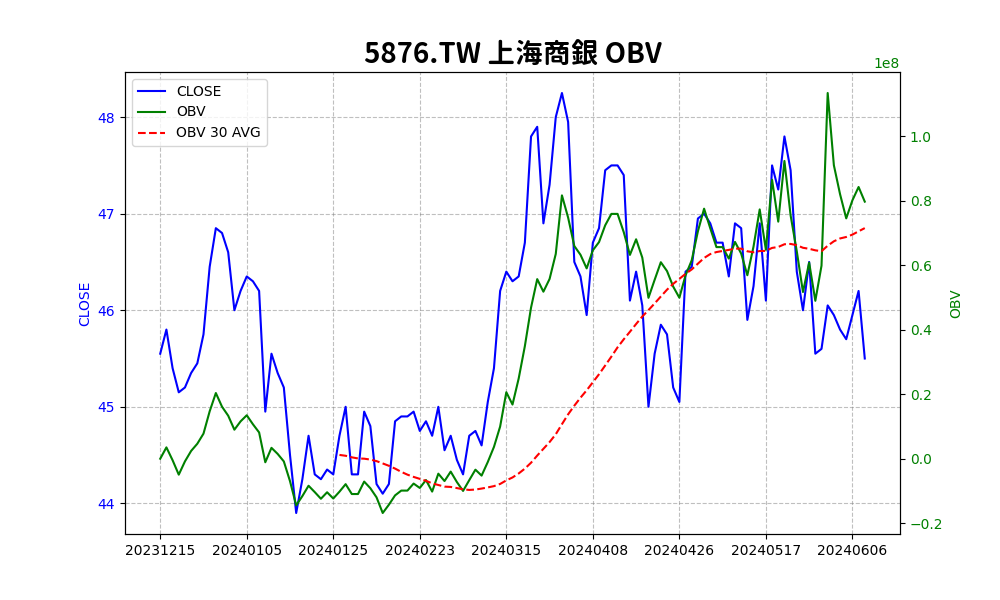 5876.TW 上海商銀 OBV
1e8
CLOSE
OBV
OBV 30 AVG
CLOSE
48
47
46
45
44
OBV
1.0
0.8
0.6
0.4
0.2
0.0
−0.2
20231215 20240105 20240125 20240223 20240315 20240408 20240426 20240517 20240606